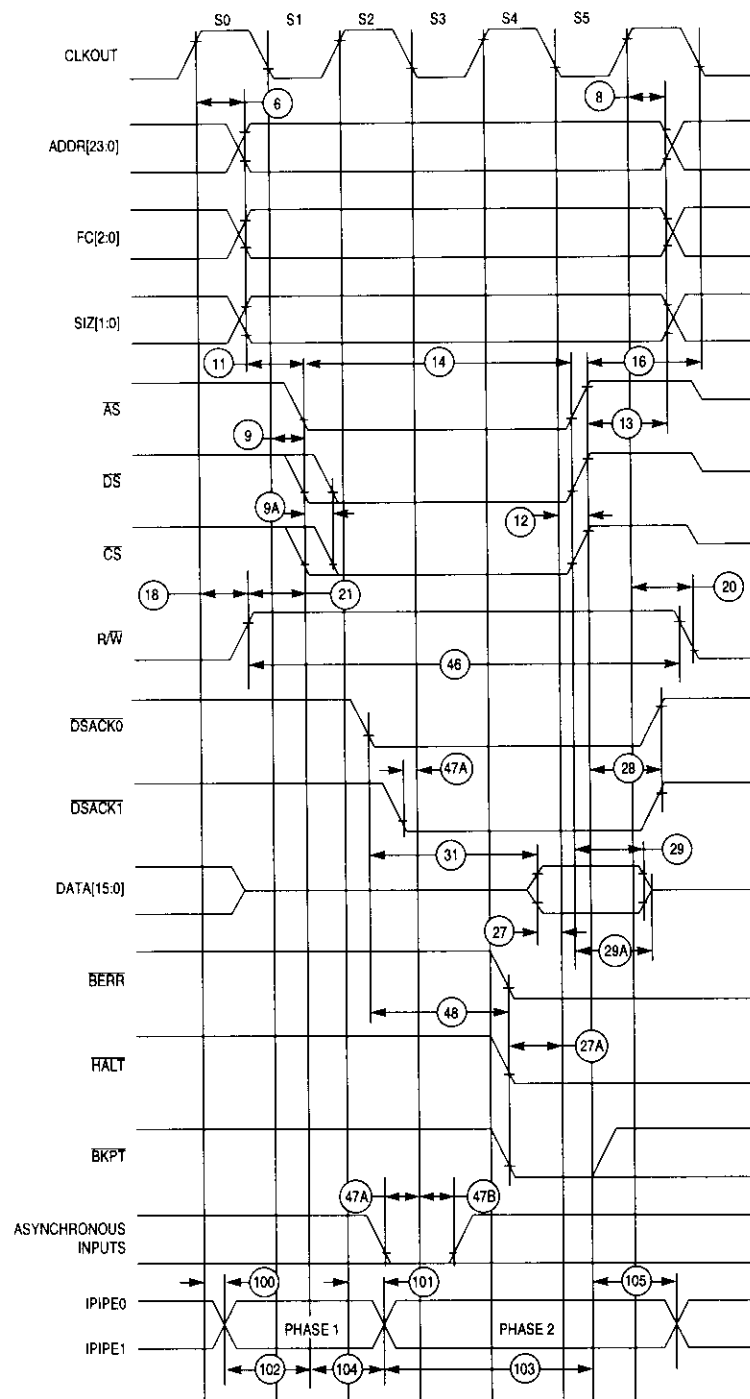 S0 S1 S2 S3 S4 S5
CLKOUT
6 8
ADDR[23:0]
FC[2:0]
SIZ[1:0]
11 14 16
AS
9 13
DS
9A 12
CS
18 21 20
R/W
46
DSACK0
47A 28
DSACK1
31 29
DATA[15:0]
27 29A
BERR
48
27A
HALT
BKPT
47A 47B
ASYNCHRONOUS
INPUTS
100 101 105
IPIPE0
PHASE 1 PHASE 2
IPIPE1
102 104 103